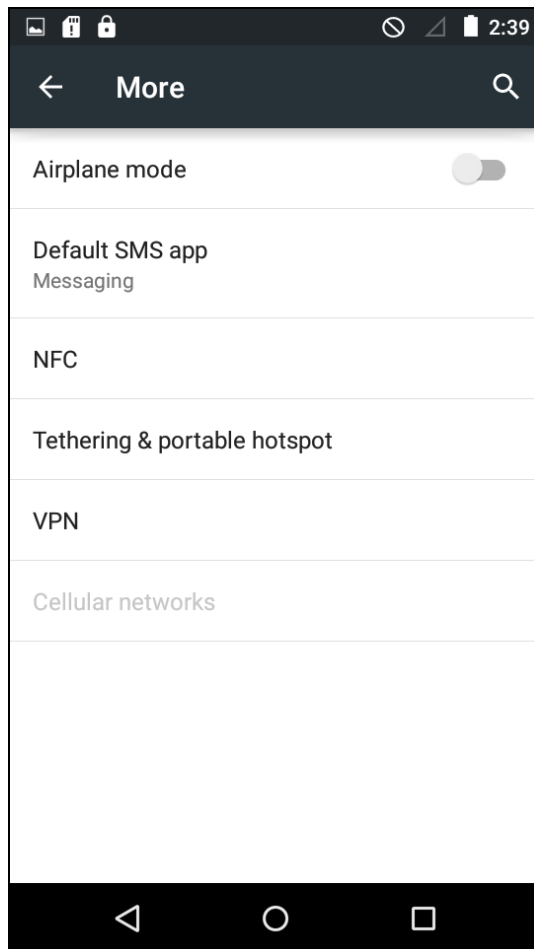 2:39
More
Airplane mode
Default SMS app
Messaging
NFC
Tethering & portable hotspot
VPN
Cellular networks